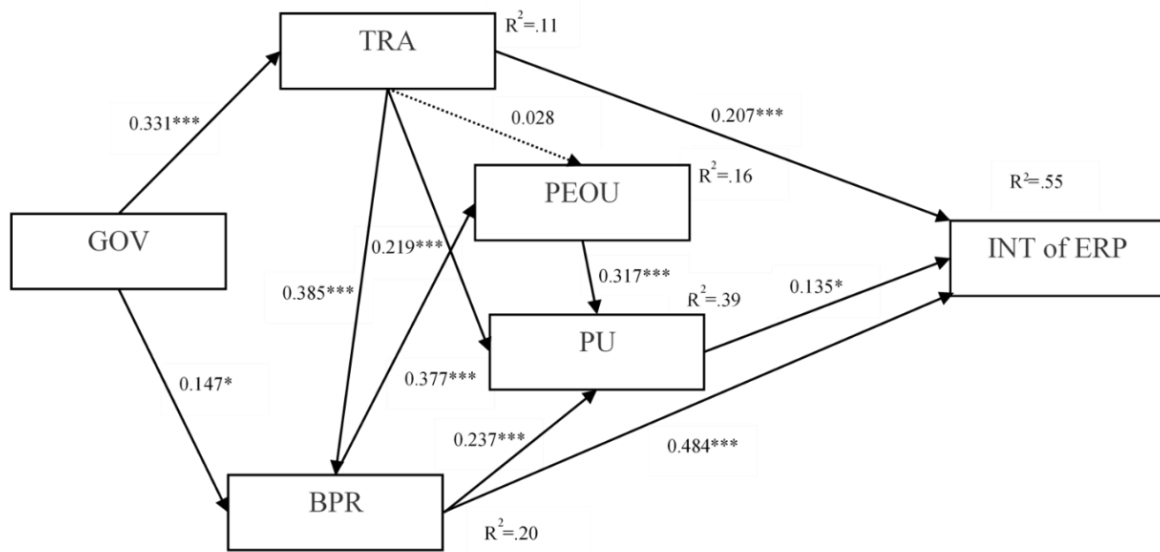 R²=.11
TRA
0.331***
0.028
0.207***
R²=.16
R²=.55
PEOU
GOV
INT of ERP
0.219***
0.317***
0.385***
0.135*
R²=.39
PU
0.147*
0.377***
0.237***
0.484***
BPR
R²=.20